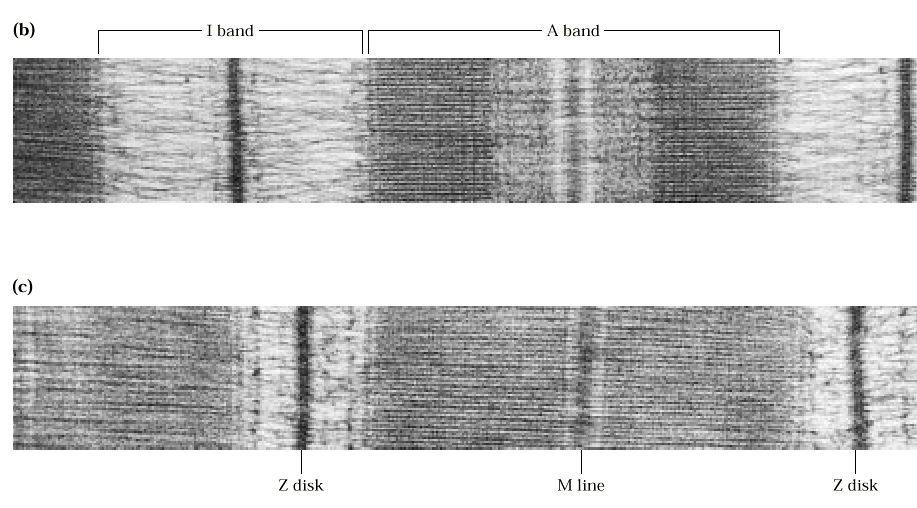 (b)
I band A band
(c)
Z disk M line Z disk